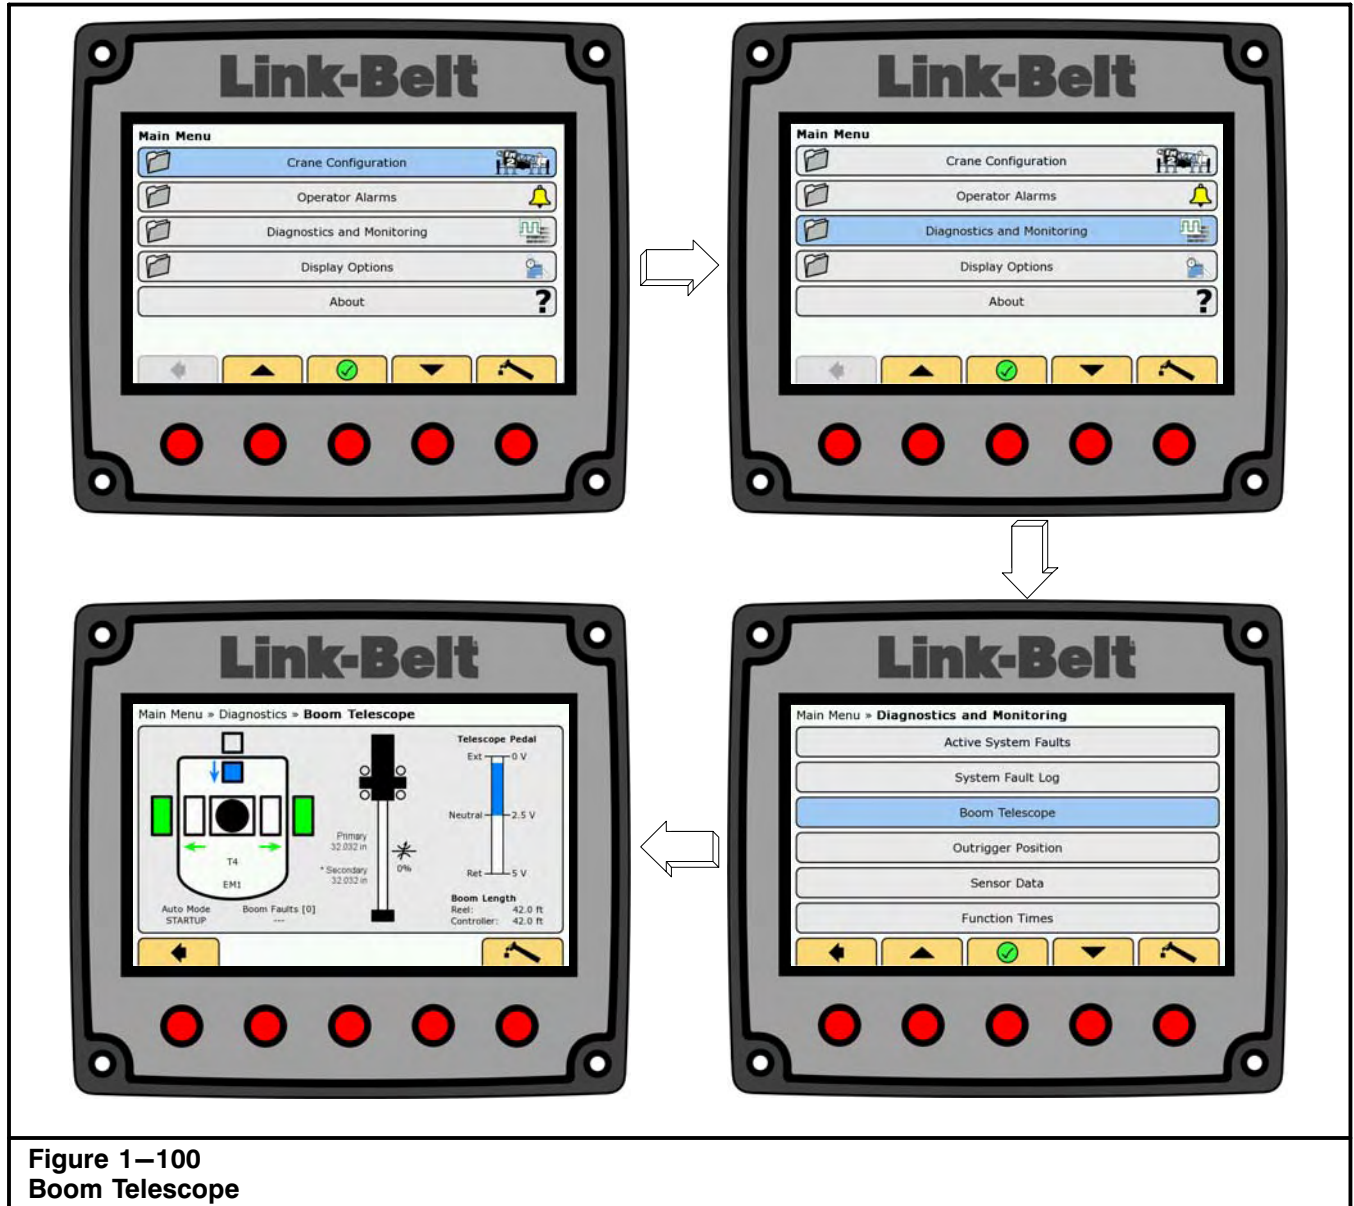 Link-Belt
Main Menu
Crane Configuration
Operator Alarms
Diagnostics and Monitoring
Display Options
About
?
Link-Belt
Main Menu
Crane Configuration
Operator Alarms
Diagnostics and Monitoring
Display Options
About
?
Link-Belt
Main Menu » Diagnostics » Boom Telescope
T4
EM1
Auto Mode
STARTUP
Boom Faults [0]
---
Primary
32.032 in
* Secondary
32.032 in
0%
Telescope Pedal
Ext 0 V
Neutral 2.5 V
Ret 5 V
Boom Length
Reel: 42.0 ft
Controller: 42.0 ft
Link-Belt
Main Menu » Diagnostics and Monitoring
Active System Faults
System Fault Log
Boom Telescope
Outrigger Position
Sensor Data
Function Times
Figure 1–100
Boom Telescope